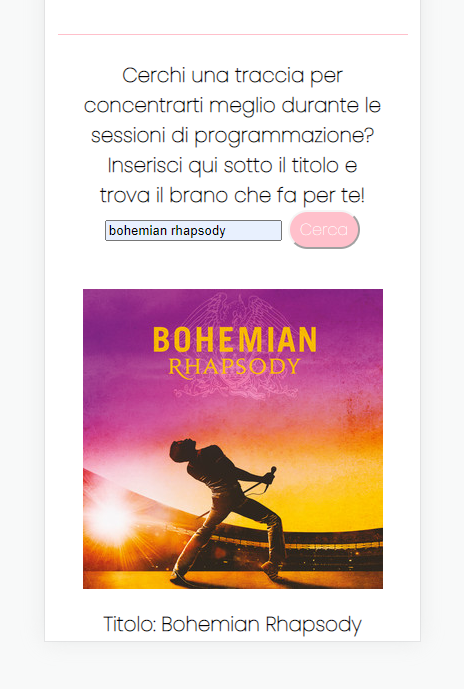 Cerchi una traccia per
concentrarti meglio durante le
sessioni di programmazione?
Inserisci qui sotto il titolo e
trova il brano che fa per te!
bohemian rhapsody
Cerca
BOHEMIAN
RHAPSODY
Titolo: Bohemian Rhapsody